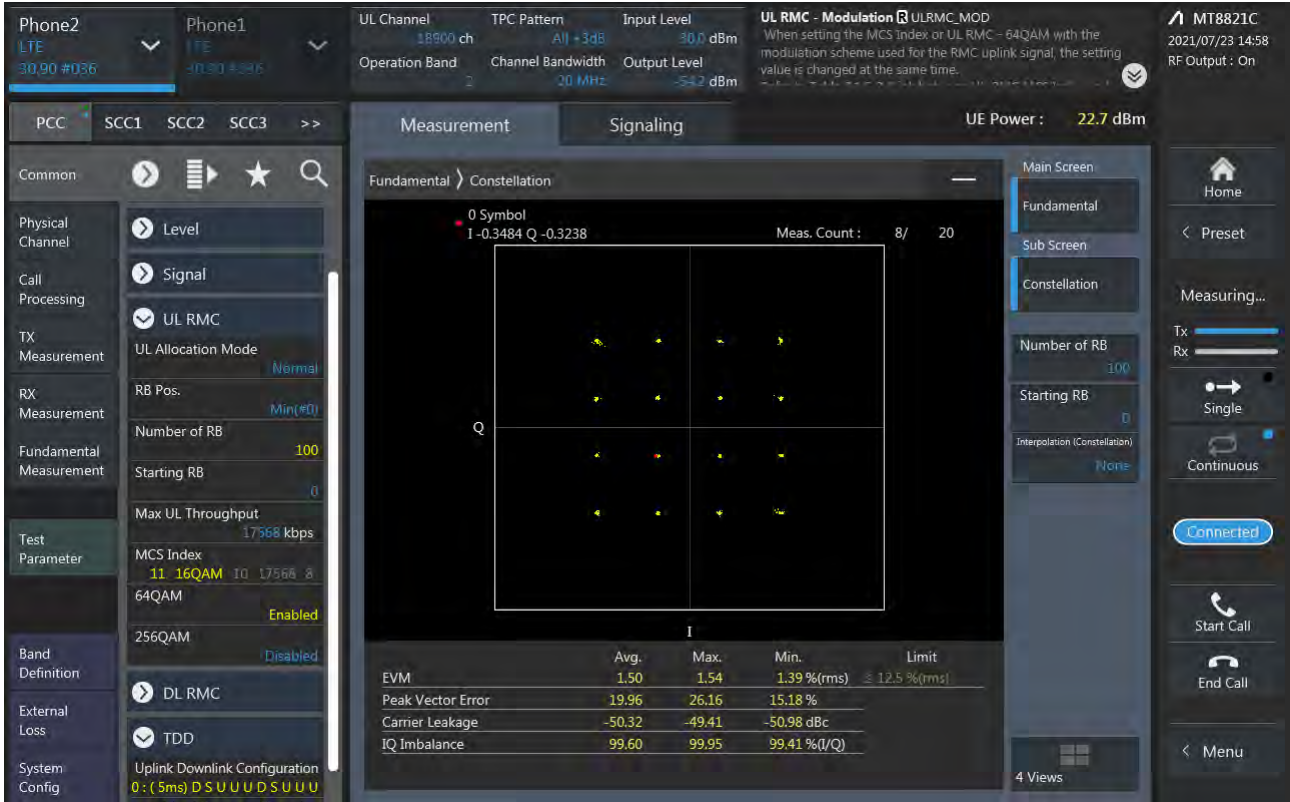 Phone2
LTE
30.90 #036
Phone1
LTE
30.90 #036
UL Channel
18900 ch
Operation Band
2
TPC Pattern
All +3dB
Channel Bandwidth
20 MHz
Input Level
30.0 dBm
Output Level
-54.2 dBm
UL RMC - Modulation R ULRMC_MOD
When setting the MCS Index or UL RMC - 64QAM with the
modulation scheme used for the RMC uplink signal, the setting
value is changed at the same time.
MT8821C
2021/07/23 14:58
RF Output : On
PCC SCC1 SCC2 SCC3 >>
Measurement
Signaling
UE Power : 22.7 dBm
Common
Physical
Channel
Call
Processing
TX
Measurement
RX
Measurement
Fundamental
Measurement
Test
Parameter
Band
Definition
External
Loss
System
Config
Level
Signal
UL RMC
UL Allocation Mode
Normal
RB Pos.
Min(#0)
Number of RB
100
Starting RB
0
Max UL Throughput
17568 kbps
MCS Index
11 16QAM 10 17568 8
64QAM
Enabled
256QAM
Disabled
DL RMC
TDD
Uplink Downlink Configuration
0 : ( 5ms) D S U U U D S U U U
Fundamental ⟩ Constellation
0 Symbol
I -0.3484 Q -0.3238
Meas. Count : 8/ 20
Q
I
Avg. Max. Min. Limit
EVM 1.50 1.54 1.39 %(rms) ≤ 12.5 %(rms)
Peak Vector Error 19.96 26.16 15.18 %
Carrier Leakage -50.32 -49.41 -50.98 dBc
IQ Imbalance 99.60 99.95 99.41 %(I/Q)
Main Screen
Fundamental
Sub Screen
Constellation
Number of RB
100
Starting RB
0
Interpolation (Constellation)
None
4 Views
Home
< Preset
Measuring...
Tx
Rx
Single
Continuous
Connected
Start Call
End Call
< Menu